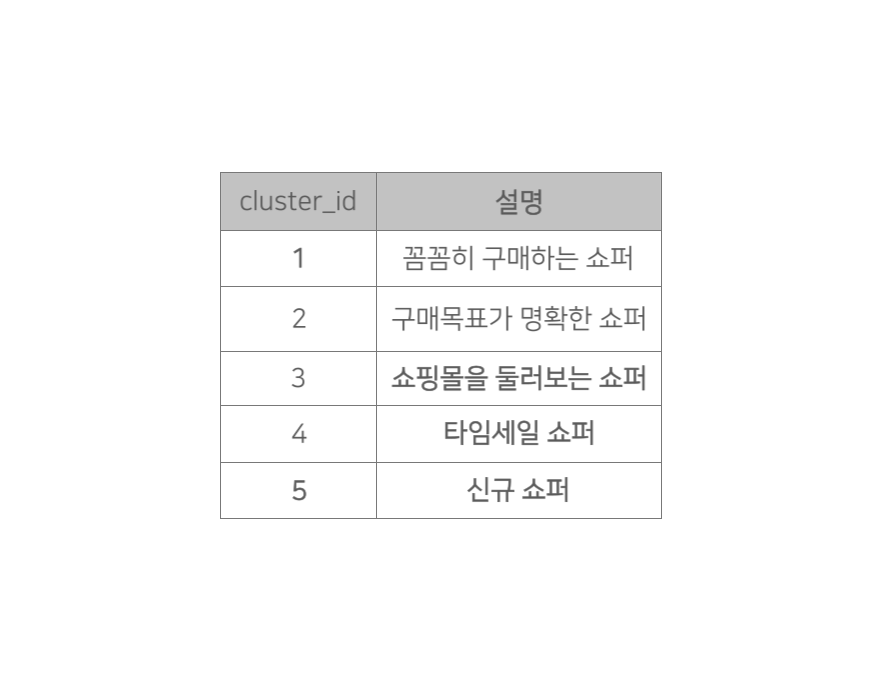 cluster_id 설명
1 꼼꼼히 구매하는 쇼퍼
2 구매목표가 명확한 쇼퍼
3 쇼핑몰을 둘러보는 쇼퍼
4 타임세일 쇼퍼
5 신규 쇼퍼